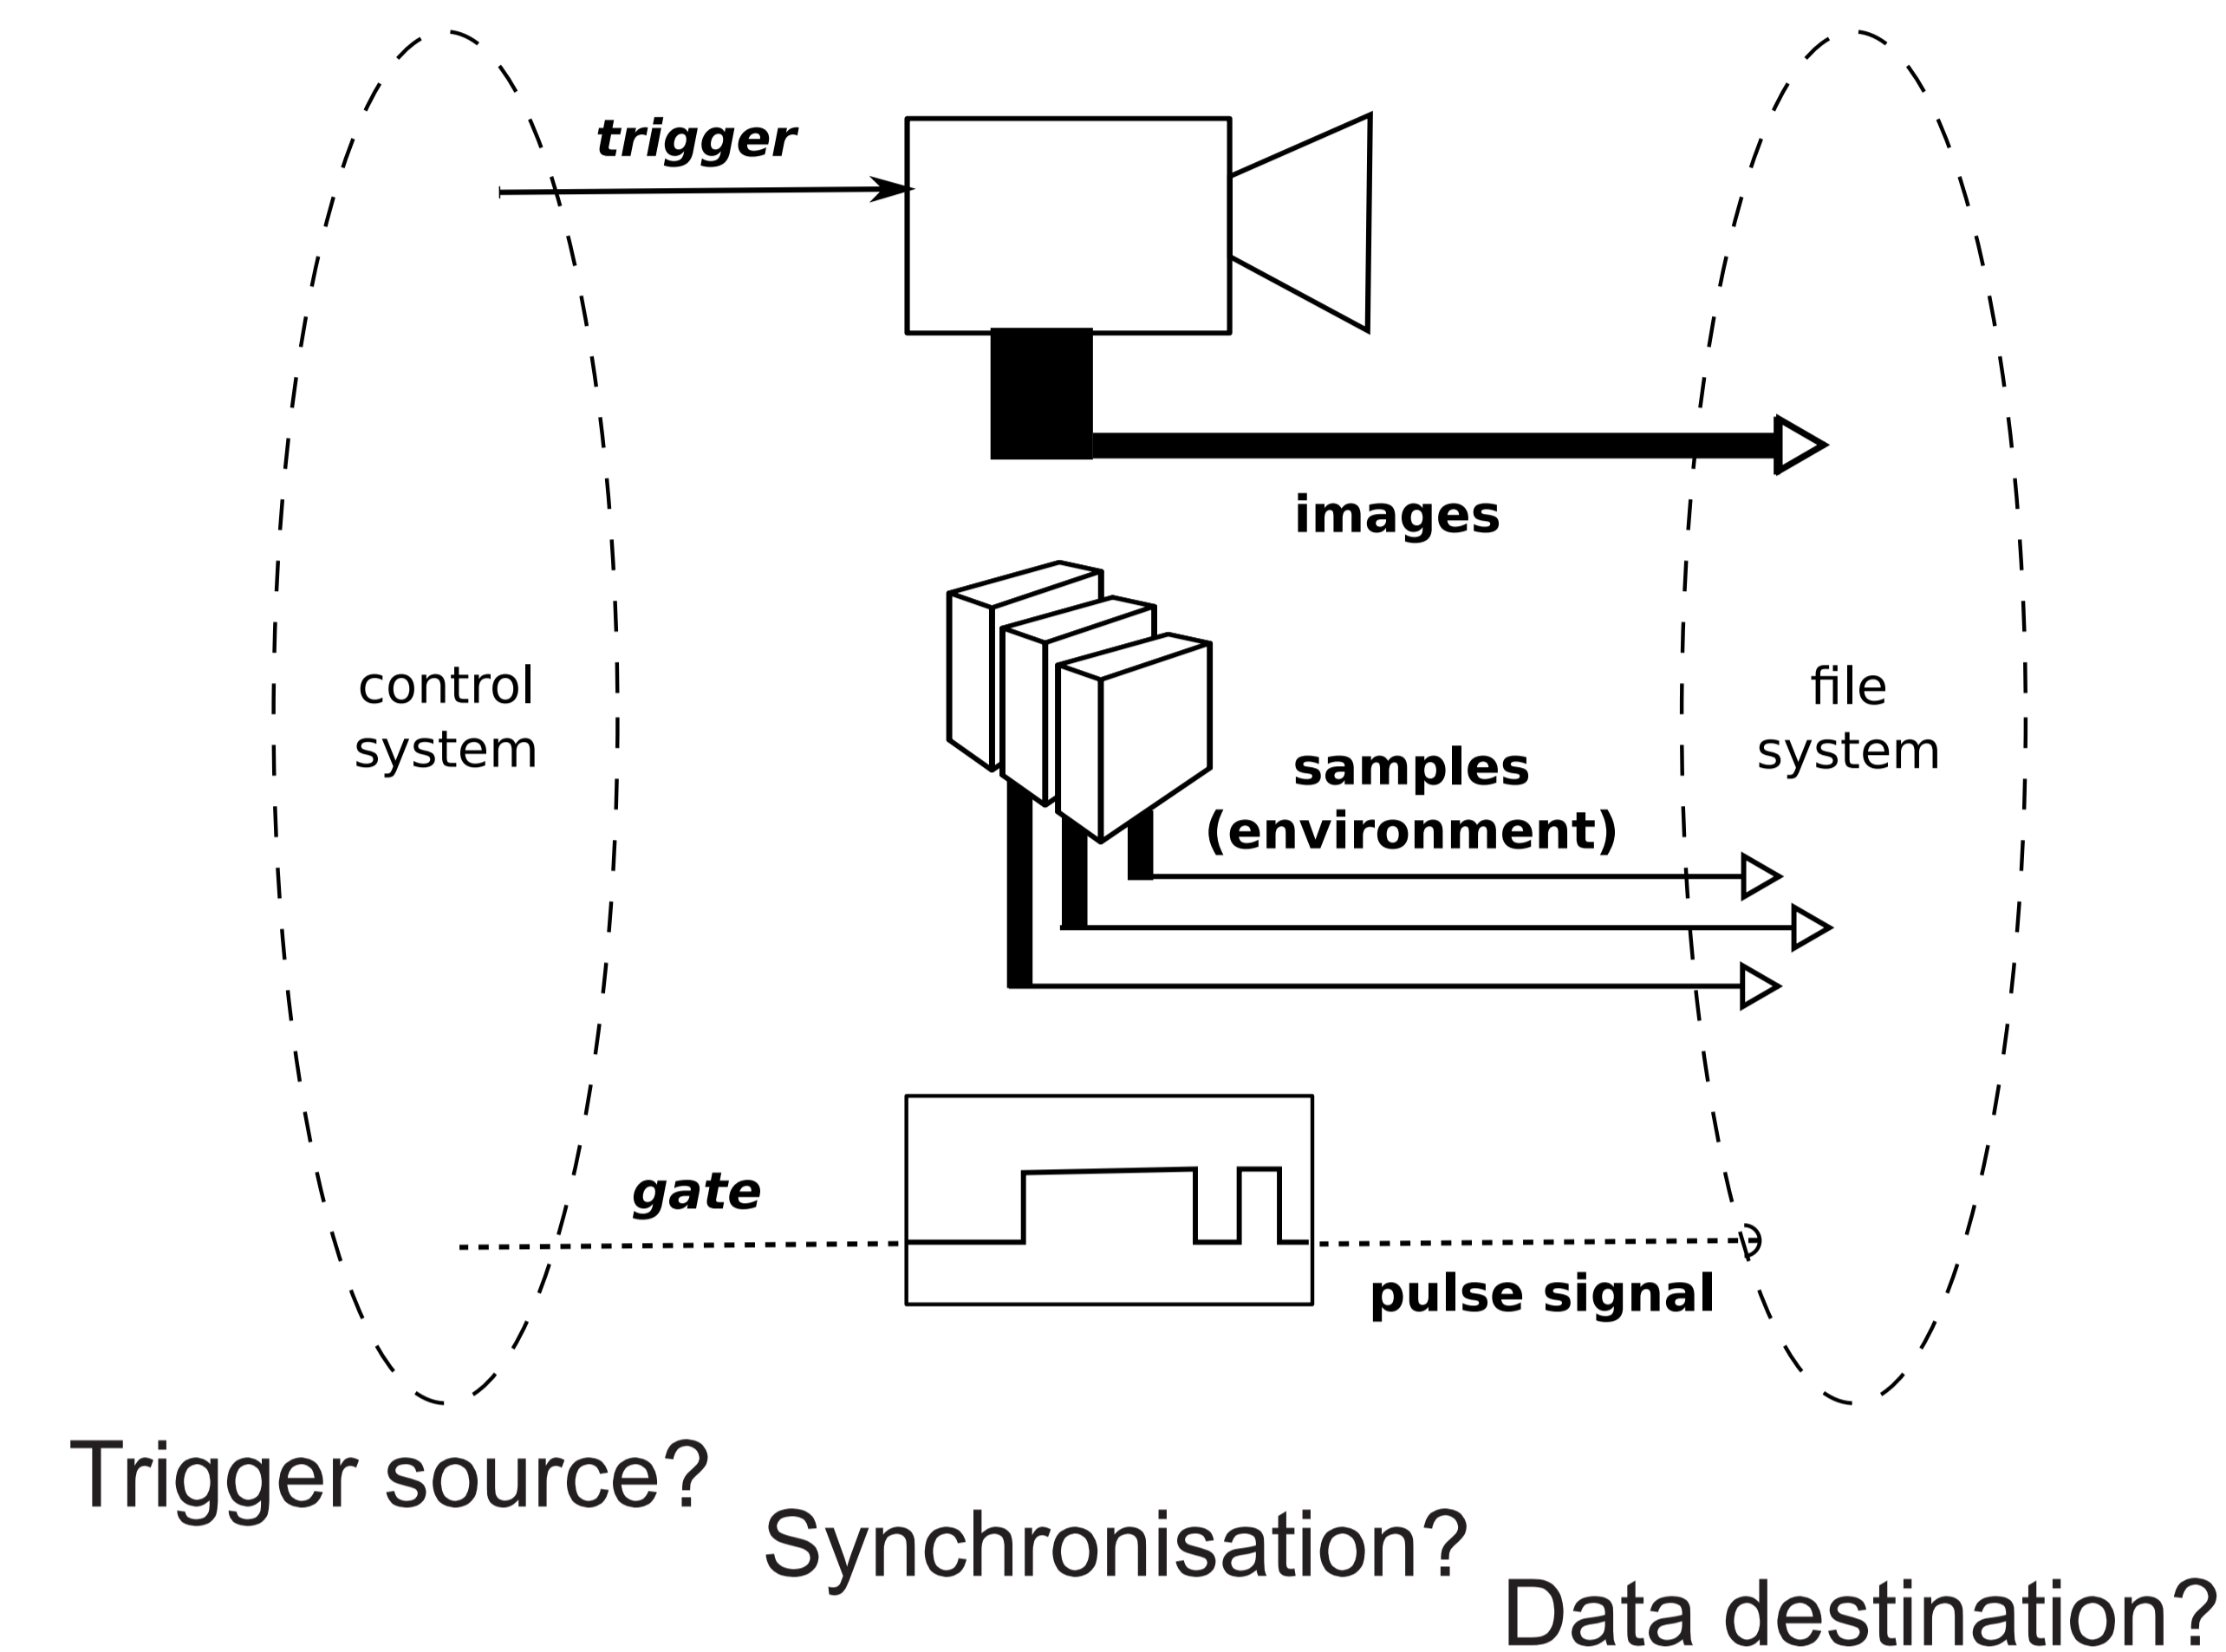 trigger
images
control
system
file
system
samples
(environment)
gate
pulse signal
Trigger source?
Synchronisation?
Data destination?